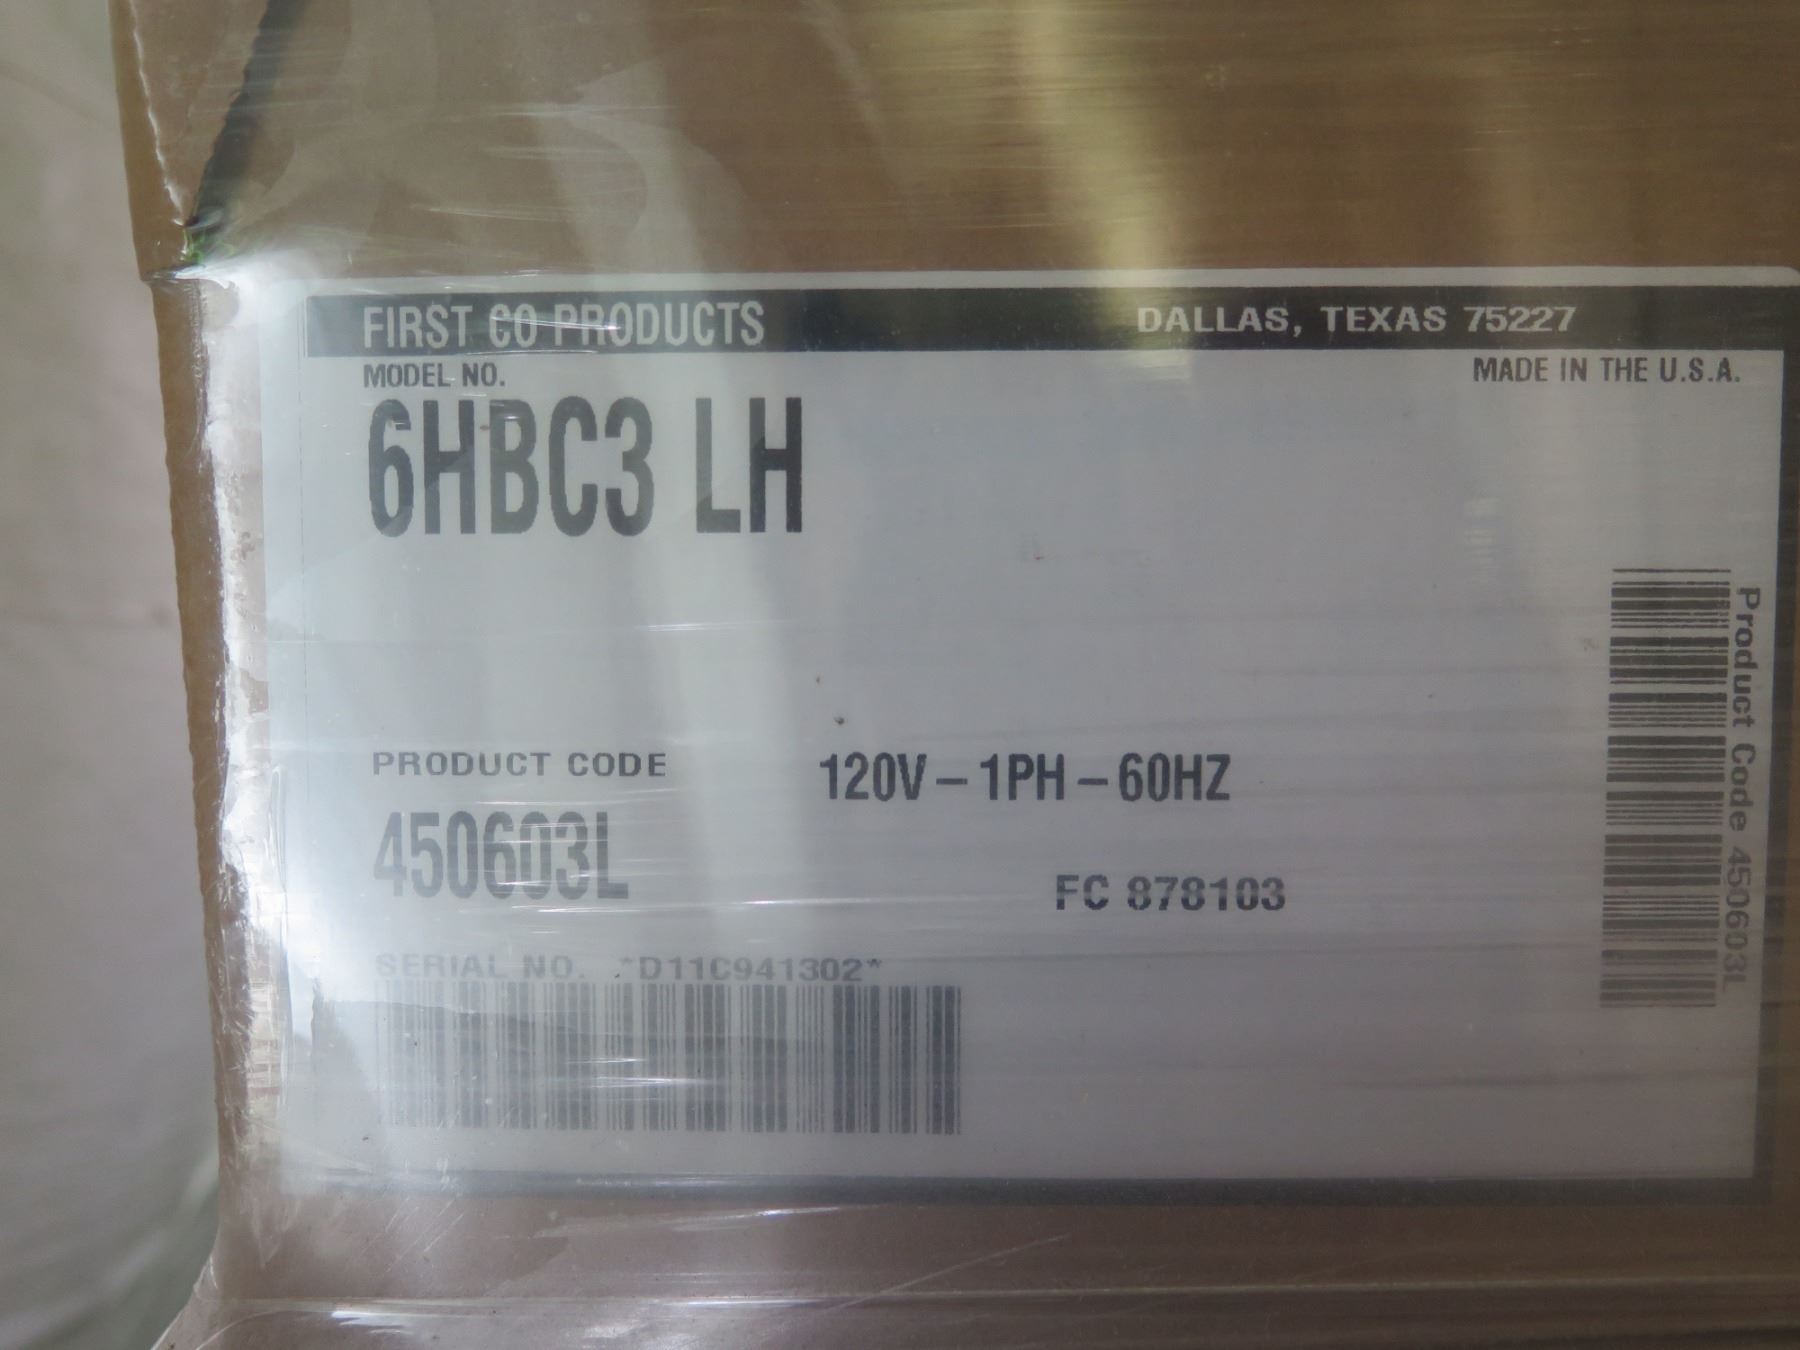 FIRST CO PRODUCTS DALLAS, TEXAS 75227
MODEL NO. MADE IN THE U.S.A.
6HBC3 LH
PRODUCT CODE 120V – 1PH – 60HZ
450603L
FC 878103
SERIAL NO. *D11C941302*
Product Code 450603L